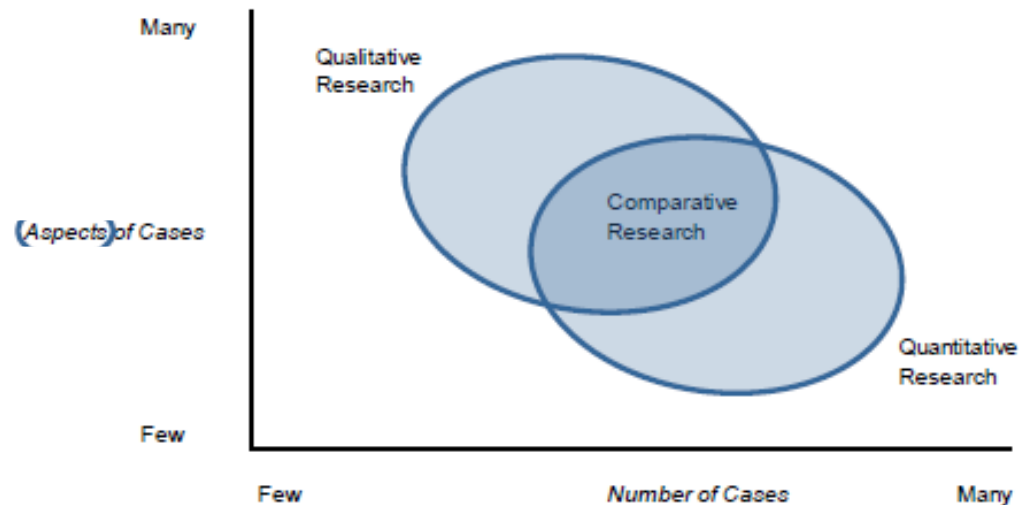 Many
Qualitative
Research
Comparative
Research
(Aspects) of Cases
Quantitative
Research
Few
Few
Number of Cases
Many